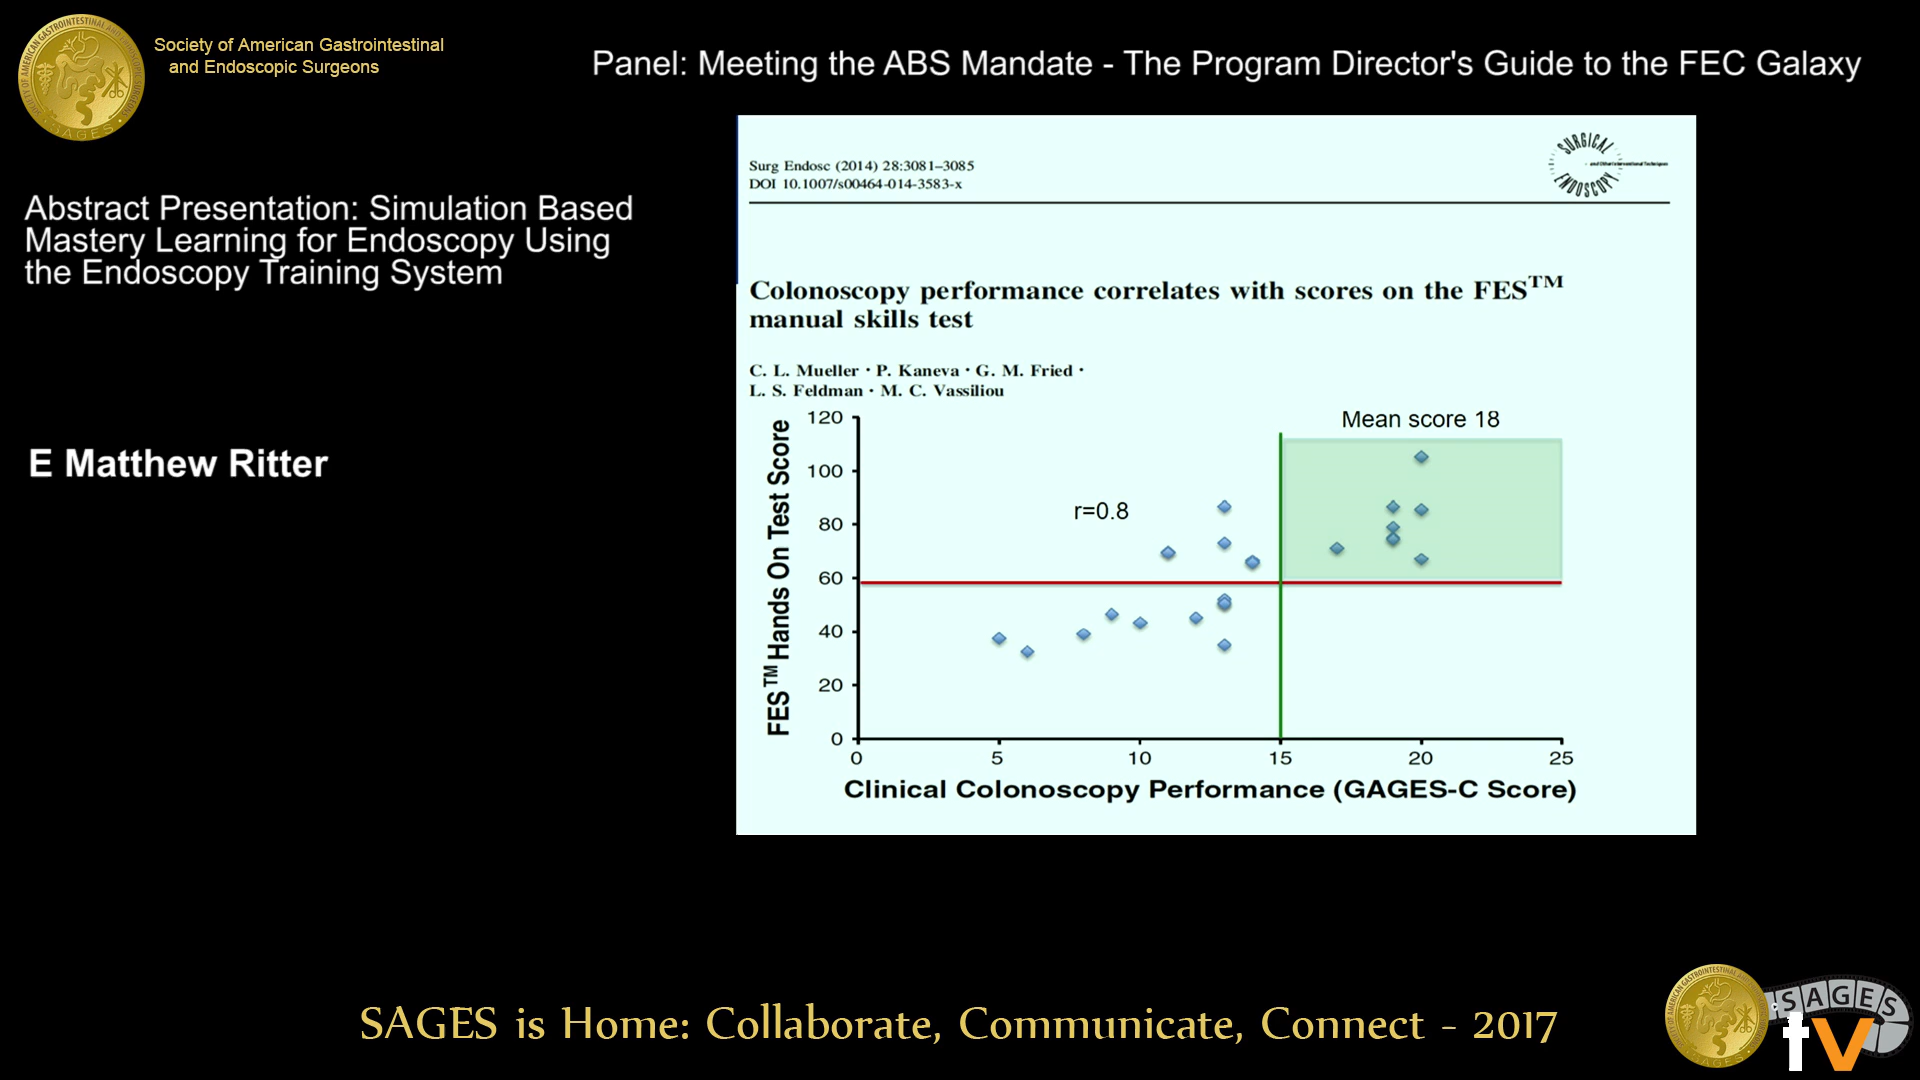 Society of American Gastrointestinal
and Endoscopic Surgeons
Panel: Meeting the ABS Mandate - The Program Director's Guide to the FEC Galaxy
Abstract Presentation: Simulation Based
Mastery Learning for Endoscopy Using
the Endoscopy Training System
E Matthew Ritter
Surg Endosc (2014) 28:3081–3085
DOI 10.1007/s00464-014-3583-x
SURGICAL
ENDOSCOPY
Colonoscopy performance correlates with scores on the FES™
manual skills test
C. L. Mueller · P. Kaneva · G. M. Fried ·
L. S. Feldman · M. C. Vassiliou
FES™ Hands On Test Score
120
100
80
60
40
20
0
Mean score 18
r=0.8
0 5 10 15 20 25
Clinical Colonoscopy Performance (GAGES-C Score)
SAGES is Home: Collaborate, Communicate, Connect - 2017
SAGES
tv